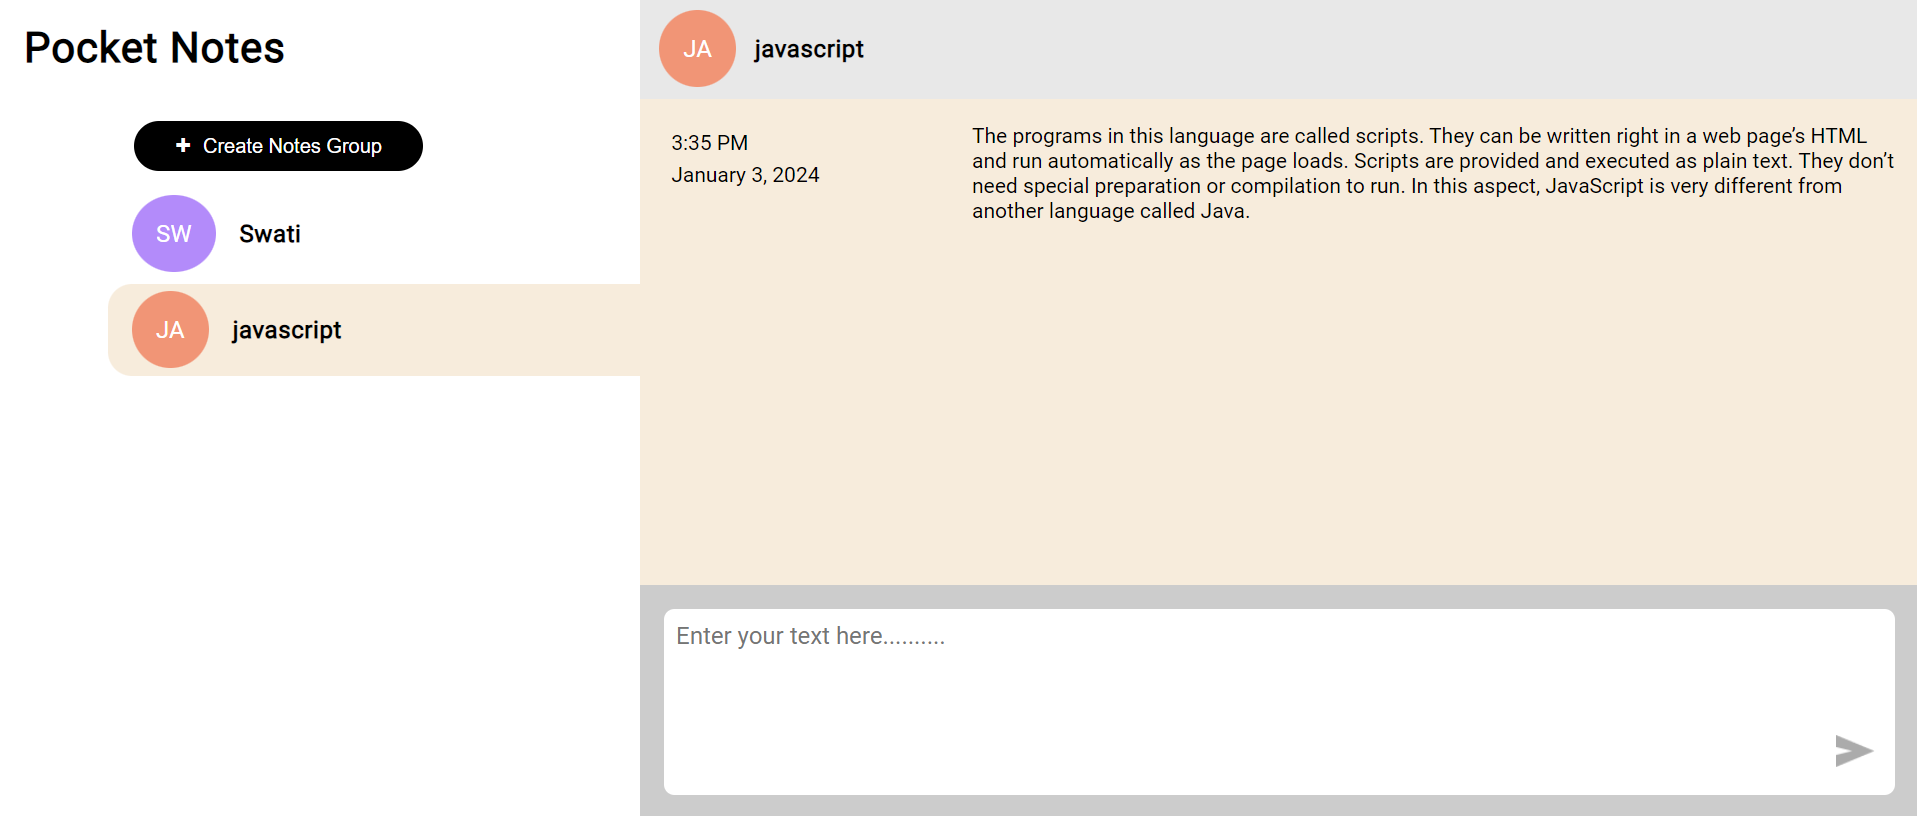 Pocket Notes
+ Create Notes Group
SW Swati
JA javascript
JA javascript
3:35 PM
January 3, 2024
The programs in this language are called scripts. They can be written right in a web page’s HTML
and run automatically as the page loads. Scripts are provided and executed as plain text. They don’t
need special preparation or compilation to run. In this aspect, JavaScript is very different from
another language called Java.
Enter your text here..........